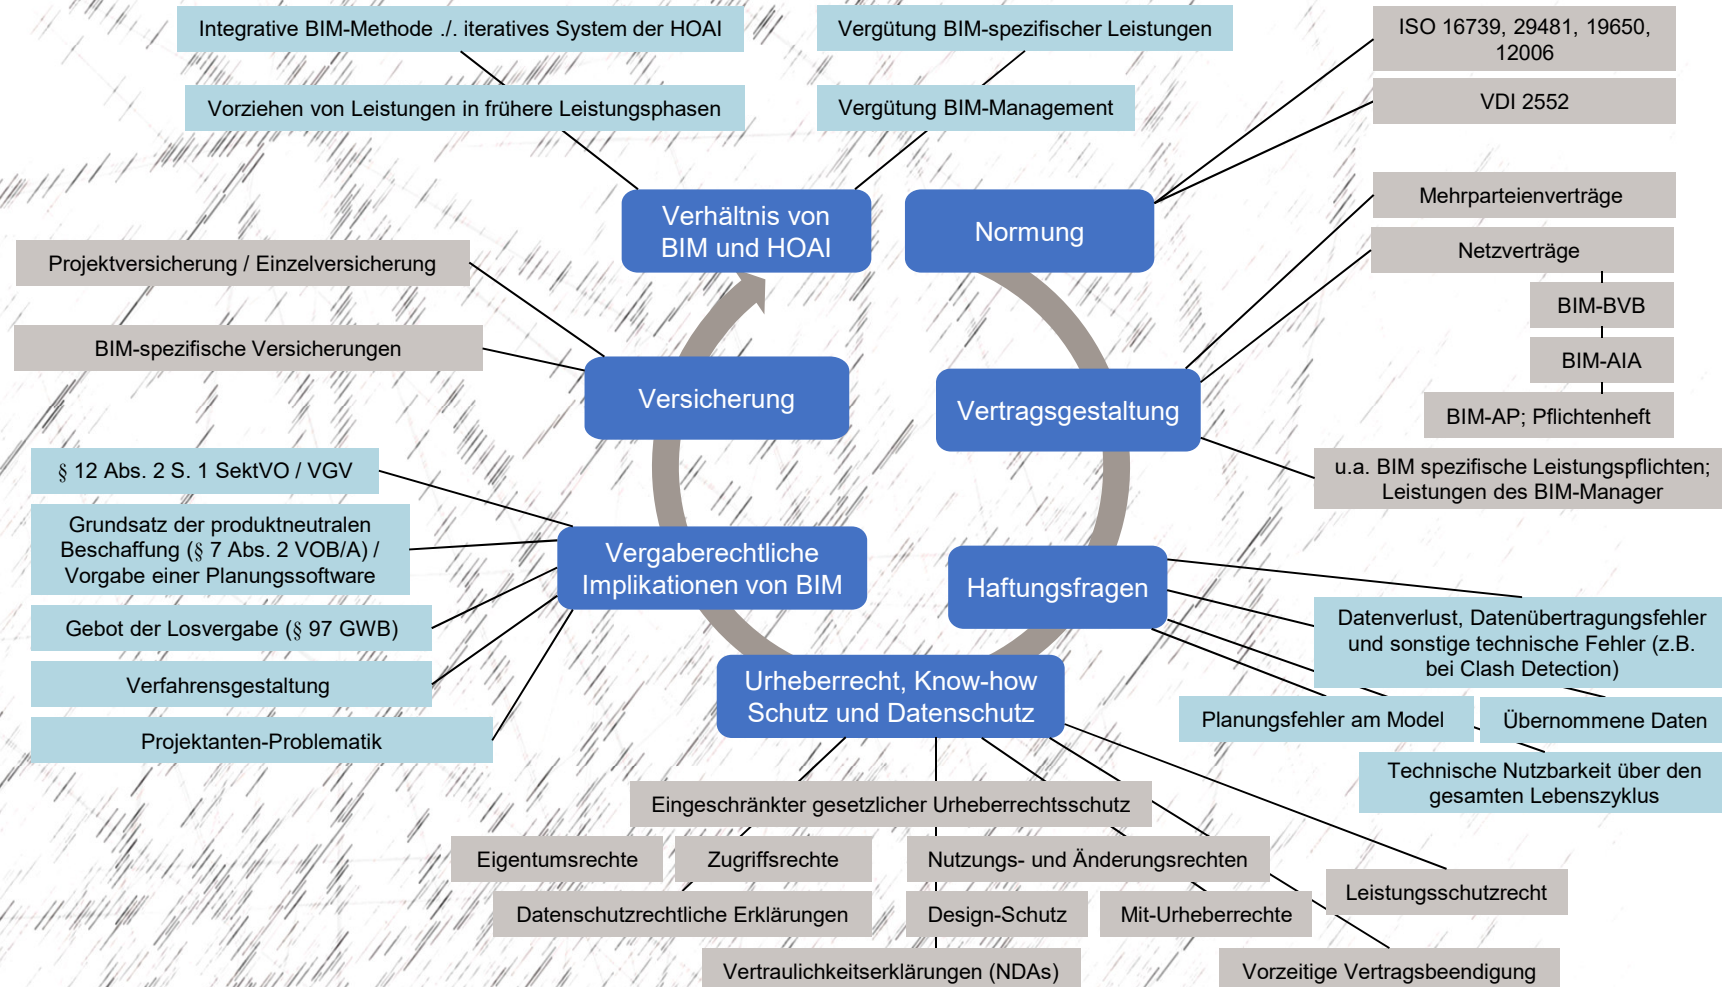 Integrative BIM-Methode ./. iteratives System der HOAI
Vergütung BIM-spezifischer Leistungen
ISO 16739, 29481, 19650,
12006
Vorziehen von Leistungen in frühere Leistungsphasen
Vergütung BIM-Management
VDI 2552
Verhältnis von
BIM und HOAI
Normung
Mehrparteienverträge
Netzverträge
BIM-BVB
BIM-AIA
BIM-AP; Pflichtenheft
Projektversicherung / Einzelversicherung
BIM-spezifische Versicherungen
Versicherung
Vertragsgestaltung
u.a. BIM spezifische Leistungspflichten;
Leistungen des BIM-Manager
§ 12 Abs. 2 S. 1 SektVO / VGV
Grundsatz der produktneutralen
Beschaffung (§ 7 Abs. 2 VOB/A) /
Vorgabe einer Planungssoftware
Gebot der Losvergabe (§ 97 GWB)
Verfahrensgestaltung
Projektanten-Problematik
Vergaberechtliche
Implikationen von BIM
Haftungsfragen
Datenverlust, Datenübertragungsfehler
und sonstige technische Fehler (z.B.
bei Clash Detection)
Planungsfehler am Model
Übernommene Daten
Technische Nutzbarkeit über den
gesamten Lebenszyklus
Urheberrecht, Know-how
Schutz und Datenschutz
Eingeschränkter gesetzlicher Urheberrechtsschutz
Eigentumsrechte
Zugriffsrechte
Nutzungs- und Änderungsrechten
Leistungsschutzrecht
Datenschutzrechtliche Erklärungen
Design-Schutz
Mit-Urheberrechte
Vertraulichkeitserklärungen (NDAs)
Vorzeitige Vertragsbeendigung